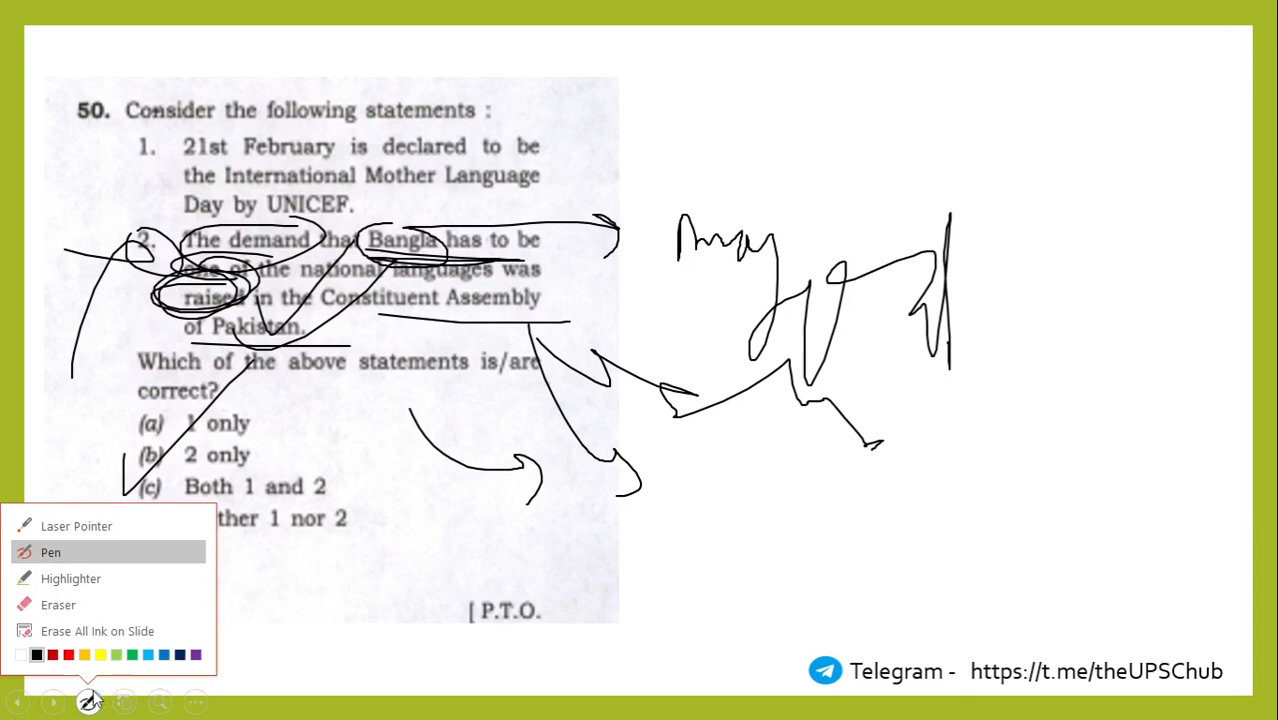 50. Consider the following statements :
1. 21st February is declared to be
the International Mother Language
Day by UNICEF.
2. The demand that Bangla has to be
one of the national languages was
raised in the Constituent Assembly
of Pakistan.
Which of the above statements is/are
correct?
(a) 1 only
(b) 2 only
(c) Both 1 and 2
ther 1 nor 2
[ P.T.O.
Laser Pointer
Pen
Highlighter
Eraser
Erase All Ink on Slide
Telegram - https://t.me/theUPSChub